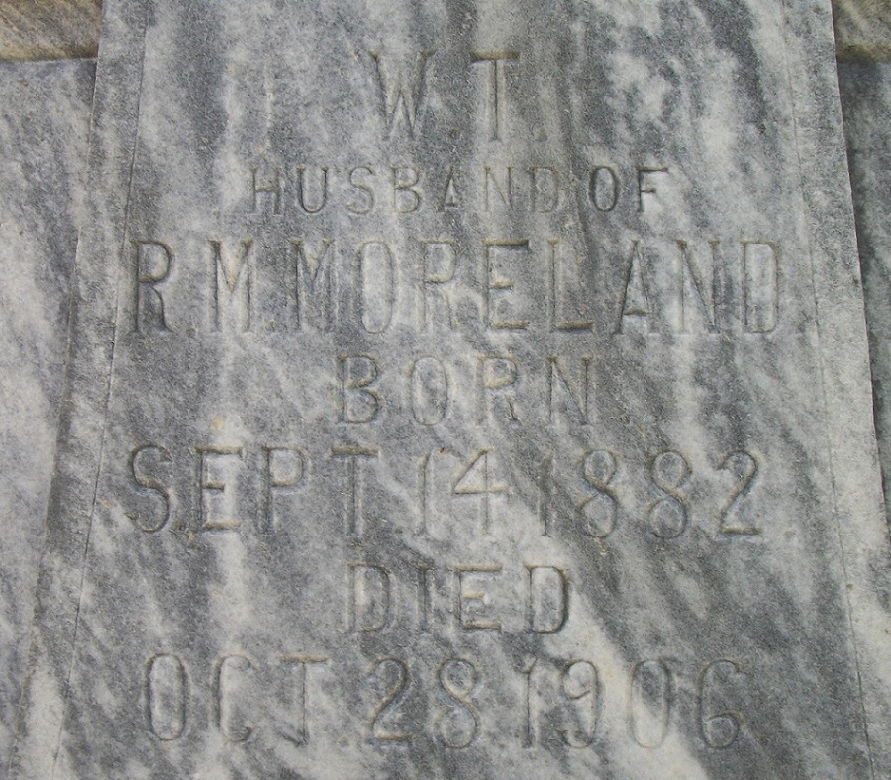 W.T.
HUSBAND OF
R.M.MORELAND.
BORN
SEPT.14 1882.
DIED
OCT 28 1906